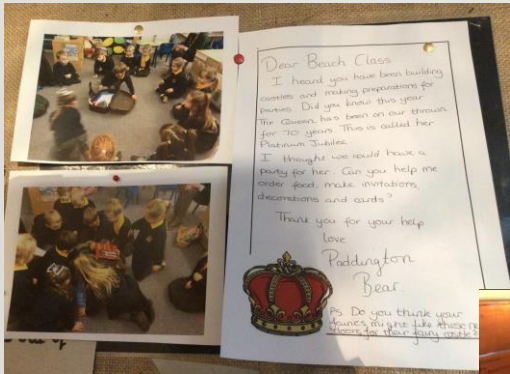 Dear Beach Class
I heard you have been building
castles and making preparations for
parties. Did you know this year
The Queen has been on our throne
for 70 years. This is called her
Platinum Jubilee.
I thought we could have a
party for her. Can you help me
order food, make invitations,
decorations and cards?
Thank you for your help
love
Paddington
Bear.
Ps. Do you think your
fairies might like these
for their fairy castle